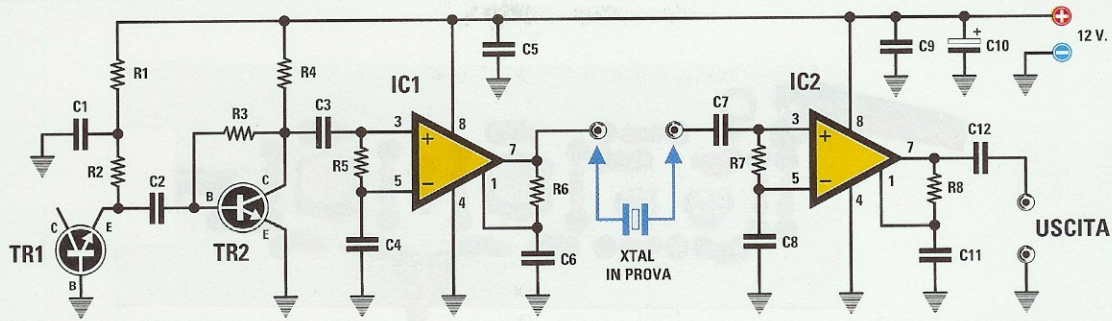 12 V.
R1
R4
C5
C9
+
C10
IC1
IC2
C1
R3
C3
3
+
8
C7
3
+
8
R2
C2
R5
7
R7
7
C12
C
B
5
−
1
R6
5
−
1
R8
C
E
E
4
4
TR1
TR2
C4
C6
XTAL
IN PROVA
C8
C11
USCITA
B